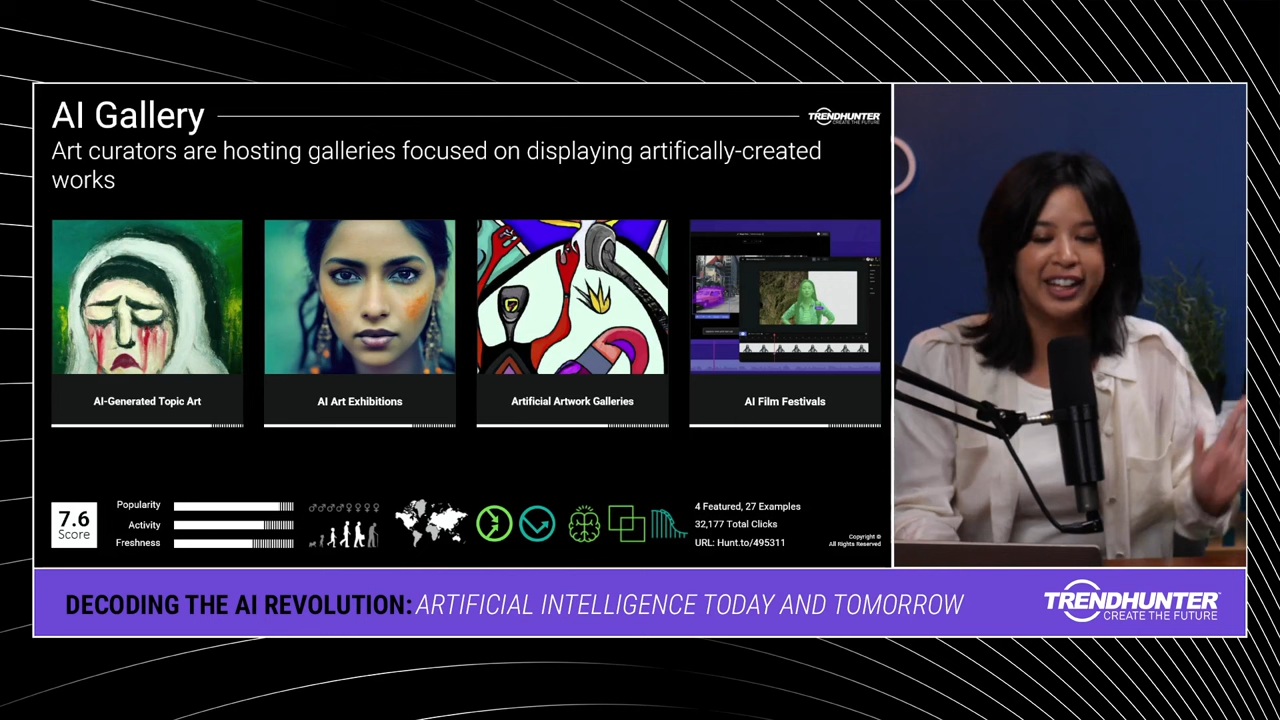 AI Gallery
TRENDHUNTER
CREATE THE FUTURE
Art curators are hosting galleries focused on displaying artifically-created
works
AI-Generated Topic Art
AI Art Exhibitions
Artificial Artwork Galleries
AI Film Festivals
7.6
Score
Popularity
Activity
Freshness
4 Featured, 27 Examples
32,177 Total Clicks
URL: Hunt.to/495311
Copyright ©
All Rights Reserved
DECODING THE AI REVOLUTION: ARTIFICIAL INTELLIGENCE TODAY AND TOMORROW
TRENDHUNTER
CREATE THE FUTURE